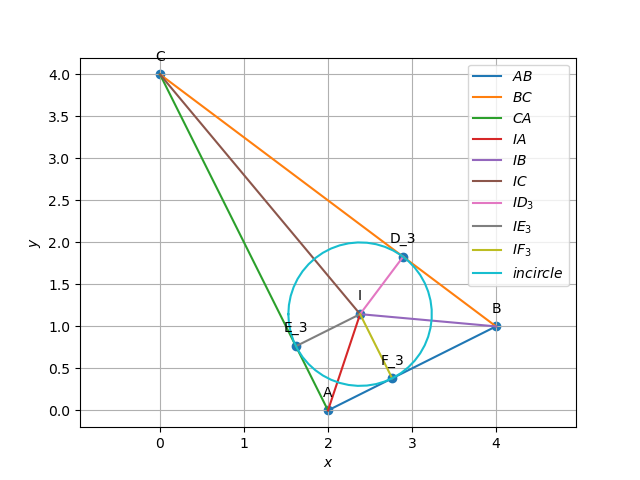 C
D_3
I
B
E_3
F_3
A
4.0
3.5
3.0
2.5
2.0
1.5
1.0
0.5
0.0
y
0
1
2
3
4
x
AB
BC
CA
IA
IB
IC
ID₃
IE₃
IF₃
incircle